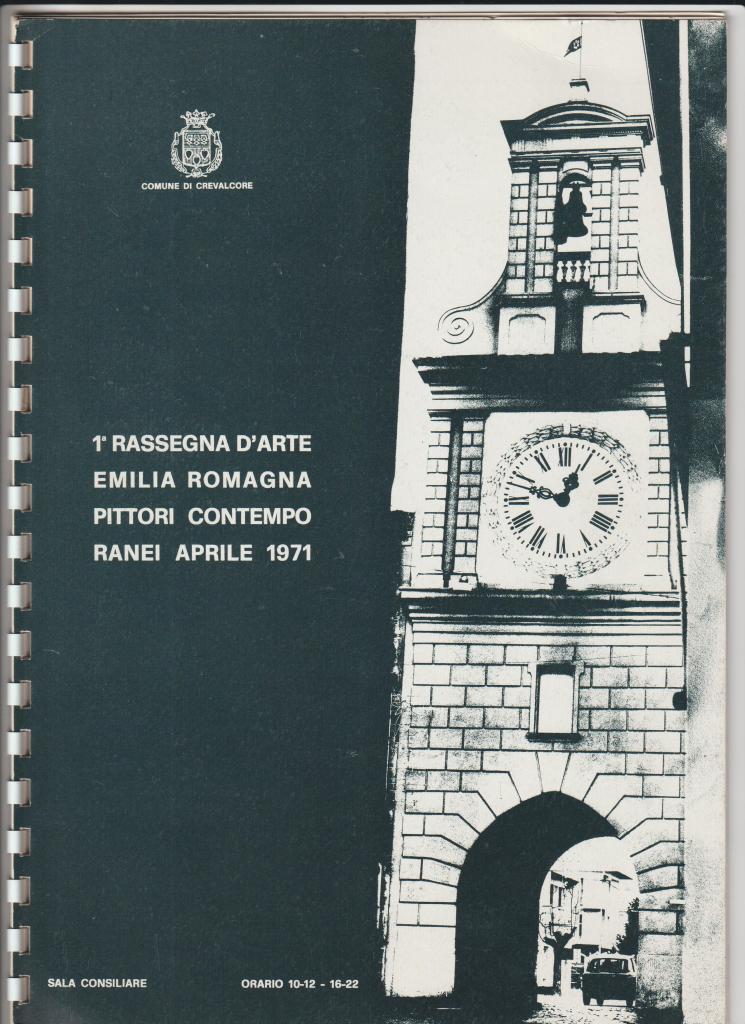 COMUNE DI CREVALCORE
1ª RASSEGNA D'ARTE
EMILIA ROMAGNA
PITTORI CONTEMPO
RANEI APRILE 1971
SALA CONSILIARE
ORARIO 10-12 - 16-22